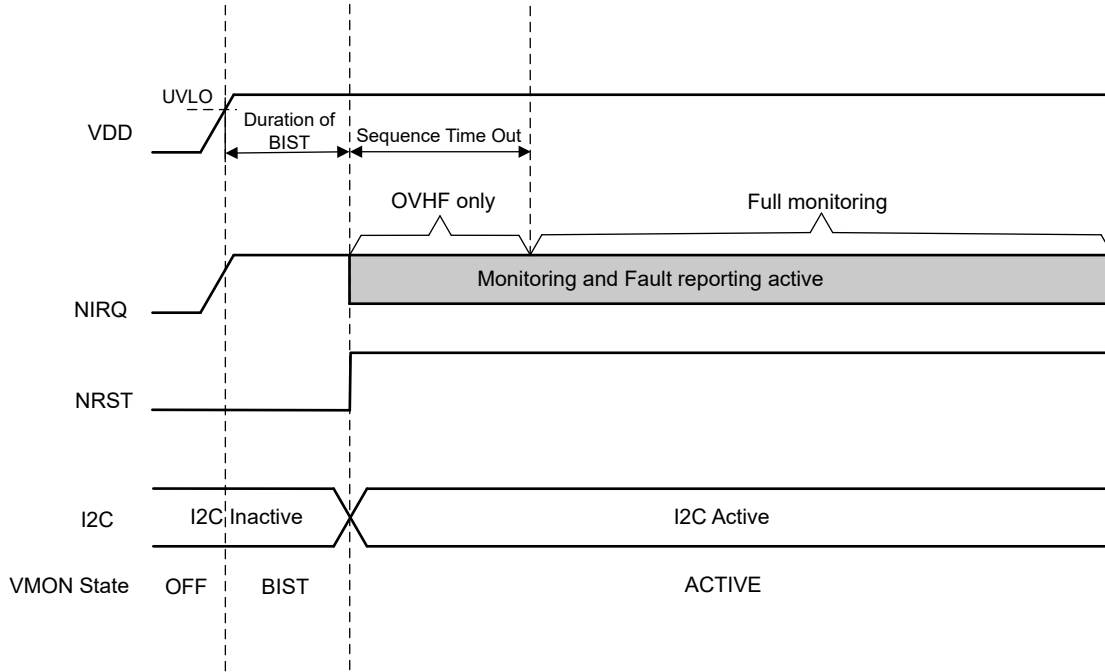 UVLO
VDD
Duration of
BIST
Sequence Time Out
OVHF only
Full monitoring
Monitoring and Fault reporting active
NIRQ
NRST
I2C
I2C Inactive
I2C Active
VMON State
OFF
BIST
ACTIVE